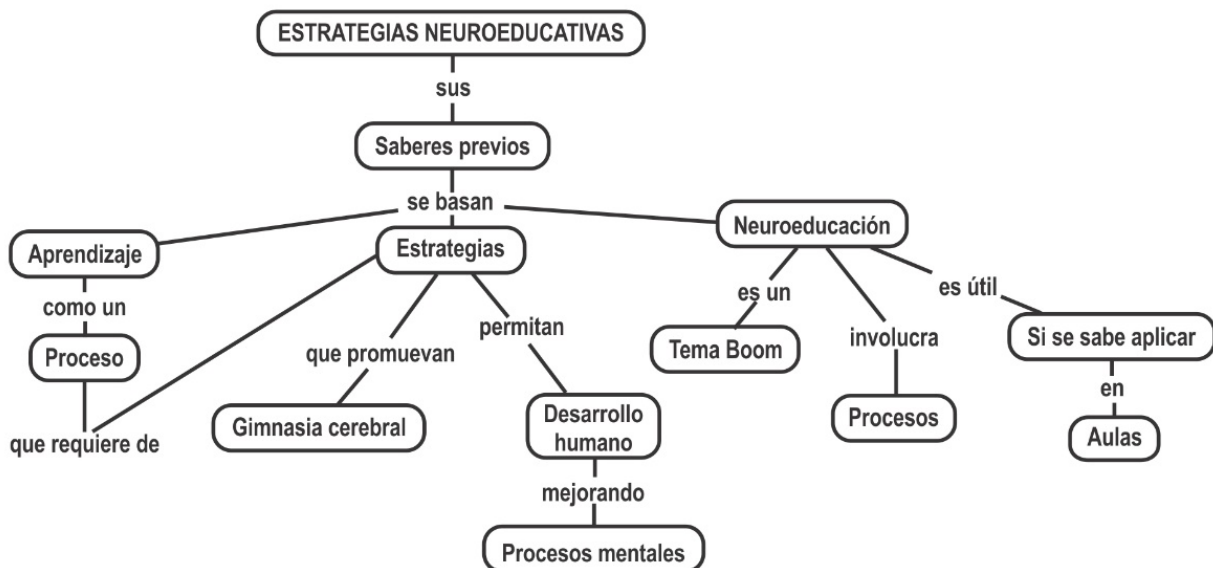 ESTRATEGIAS NEUROEDUCATIVAS
sus
Saberes previos
se basan
Aprendizaje
como un
Proceso
que requiere de
Estrategias
que promuevan
Gimnasia cerebral
permitan
Desarrollo
humano
mejorando
Procesos mentales
Neuroeducación
es un
Tema Boom
involucra
Procesos
es útil
Si se sabe aplicar
en
Aulas